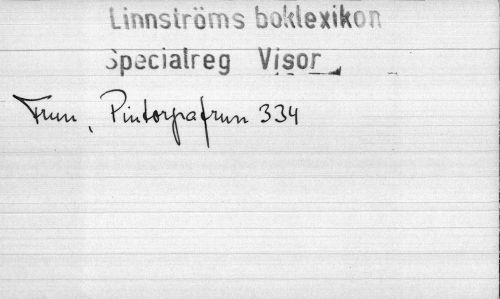 Linnströms boklexikon
Specialreg Visor
Frun, Pintorpafrun 334